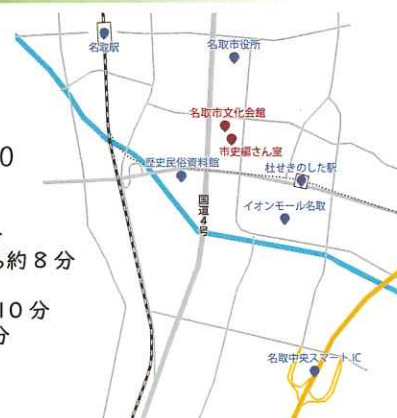 名取駅
名取市役所
名取市文化会館
市史編さん室
歴史民俗資料館
杜せきのした駅
イオンモール名取
国道4号
名取中央スマートIC
0
約8分
10分
分